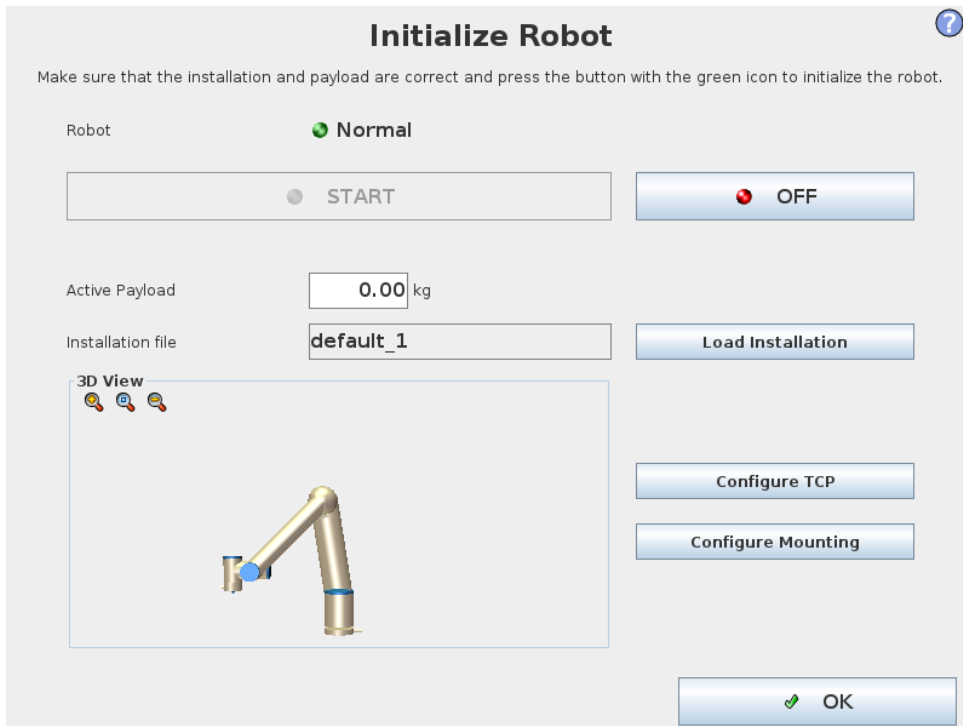 Initialize Robot
?
Make sure that the installation and payload are correct and press the button with the green icon to initialize the robot.
Robot
Normal
START
OFF
Active Payload
0.00 kg
Installation file
default_1
Load Installation
3D View
Configure TCP
Configure Mounting
OK